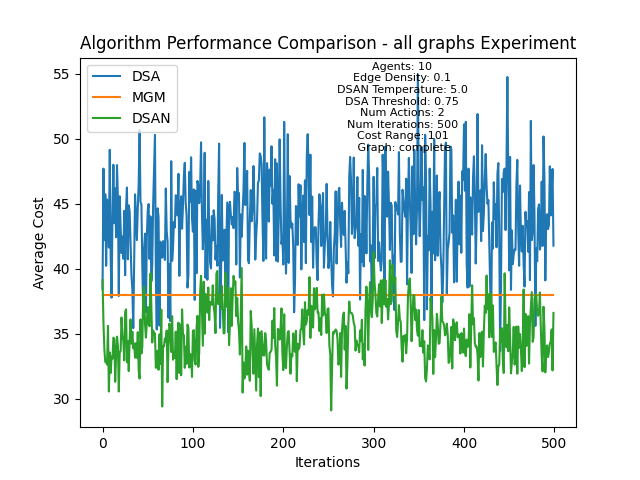 Algorithm Performance Comparison - all graphs Experiment
DSA
MGM
DSAN
Agents: 10
Edge Density: 0.1
DSAN Temperature: 5.0
DSA Threshold: 0.75
Num Actions: 2
Num Iterations: 500
Cost Range: 101
Graph: complete
Average Cost
55
50
45
40
35
30
0
100
200
300
400
500
Iterations